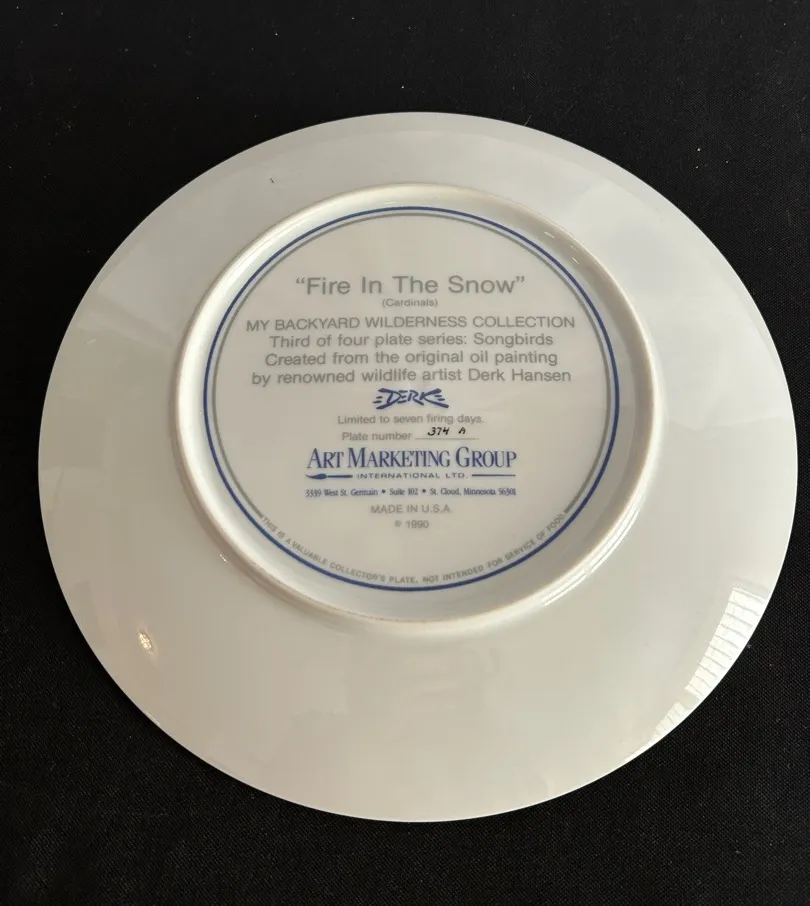 “Fire In The Snow”
(Cardinals)
MY BACKYARD WILDERNESS COLLECTION
Third of four plate series: Songbirds
Created from the original oil painting
by renowned wildlife artist Derk Hansen
DERK
Limited to seven firing days.
Plate number 374 A
ART MARKETING GROUP
INTERNATIONAL LTD.
3339 West St. Germain • Suite 102 • St. Cloud, Minnesota 56301
MADE IN U.S.A.
© 1990
THIS IS A VALUABLE COLLECTOR'S PLATE, NOT INTENDED FOR SERVICE OF FOOD.